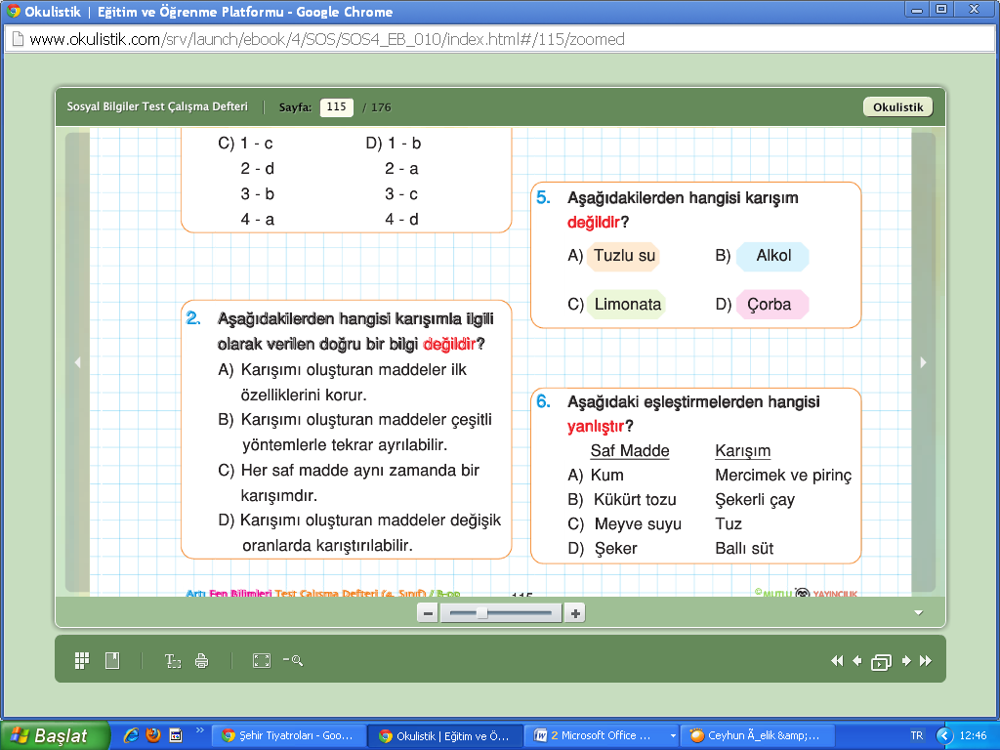 Okulistik | Eğitim ve Öğrenme Platformu - Google Chrome
www.okulistik.com/srv/launch/ebook/4/SOS/SOS4_EB_010/index.html#/115/zoomed
Sosyal Bilgiler Test Çalışma Defteri Sayfa: 115 / 176 Okulistik
C) 1 - c D) 1 - b
2 - d 2 - a
3 - b 3 - c
4 - a 4 - d
2. Aşağıdakilerden hangisi karışımla ilgili
olarak verilen doğru bir bilgi değildir?
A) Karışımı oluşturan maddeler ilk
özelliklerini korur.
B) Karışımı oluşturan maddeler çeşitli
yöntemlerle tekrar ayrılabilir.
C) Her saf madde aynı zamanda bir
karışımdır.
D) Karışımı oluşturan maddeler değişik
oranlarda karıştırılabilir.
5. Aşağıdakilerden hangisi karışım
değildir?
A) Tuzlu su B) Alkol
C) Limonata D) Çorba
6. Aşağıdaki eşleştirmelerden hangisi
yanlıştır?
Saf Madde Karışım
A) Kum Mercimek ve pirinç
B) Kükürt tozu Şekerli çay
C) Meyve suyu Tuz
D) Şeker Ballı süt
Artı Fen Bilimleri Test Çalışma Defteri (4. Sınıf) / 115 © MUTLU YAYINCILIK
Başlat Şehir Tiyatroları - Goo... Okulistik | Eğitim ve Ö... 2 Microsoft Office ... Ceyhun Ã_elik &amp;... TR 12:46